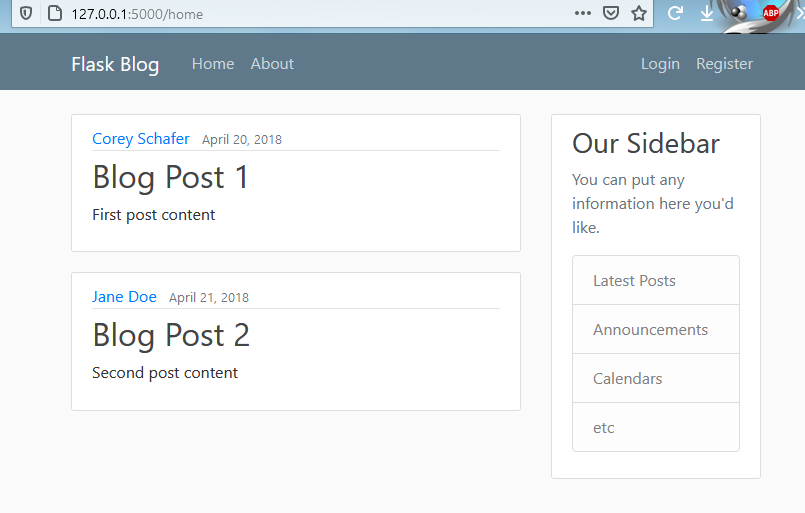 127.0.0.1:5000/home
ABP
Flask Blog Home About Login Register
Corey Schafer April 20, 2018
Blog Post 1
First post content
Jane Doe April 21, 2018
Blog Post 2
Second post content
Our Sidebar
You can put any
information here you'd
like.
Latest Posts
Announcements
Calendars
etc